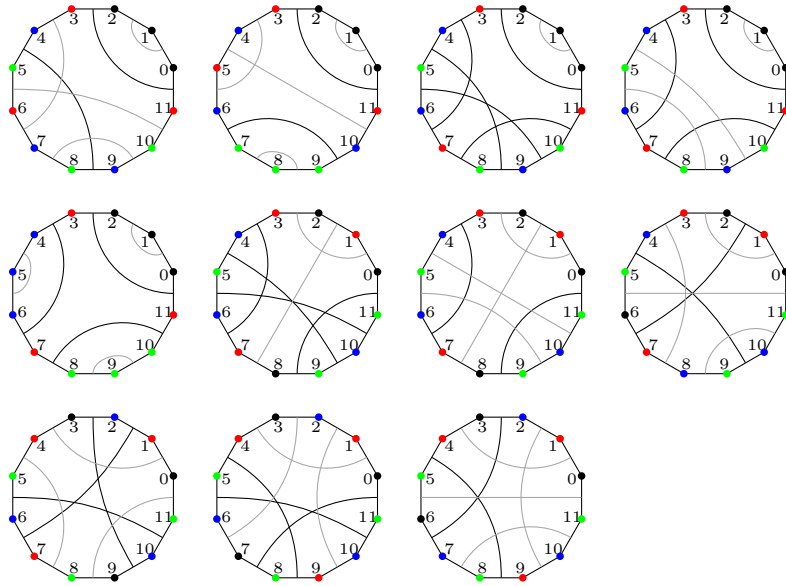 3 2 3 2 3 2 3 2
4 1 4 1 4 1 4 1
5 0 5 0 5 0 5 0
6 11 6 11 6 11 6 11
7 10 7 10 7 10 7 10
8 9 8 9 8 9 8 9
3 2 3 2 3 2 3 2
4 1 4 1 4 1 4 1
5 0 5 0 5 0 5 0
6 11 6 11 6 11 6 11
7 10 7 10 7 10 7 10
8 9 8 9 8 9 8 9
3 2 3 2 3 2
4 1 4 1 4 1
5 0 5 0 5 0
6 11 6 11 6 11
7 10 7 10 7 10
8 9 8 9 8 9